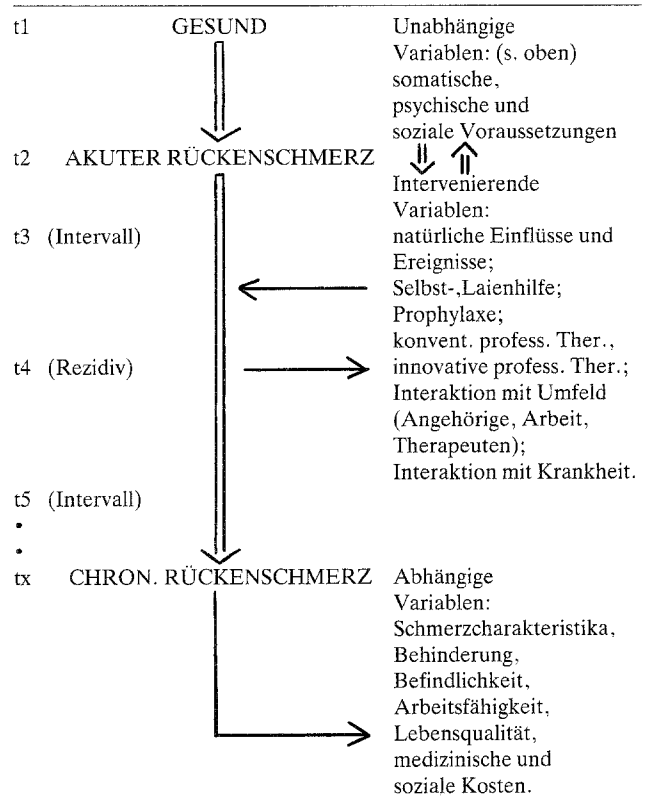 t1 GESUND Unabhängige
Variablen: (s. oben)
somatische,
psychische und
soziale Voraussetzungen
t2 AKUTER RÜCKENSCHMERZ
Intervenierende
Variablen:
t3 (Intervall) natürliche Einflüsse und
Ereignisse;
Selbst-,Laienhilfe;
Prophylaxe;
konvent. profess. Ther.,
t4 (Rezidiv) innovative profess. Ther.;
Interaktion mit Umfeld
(Angehörige, Arbeit,
Therapeuten);
Interaktion mit Krankheit.
t5 (Intervall)
tx CHRON. RÜCKENSCHMERZ Abhängige
Variablen:
Schmerzcharakteristika,
Behinderung,
Befindlichkeit,
Arbeitsfähigkeit,
Lebensqualität,
medizinische und
soziale Kosten.